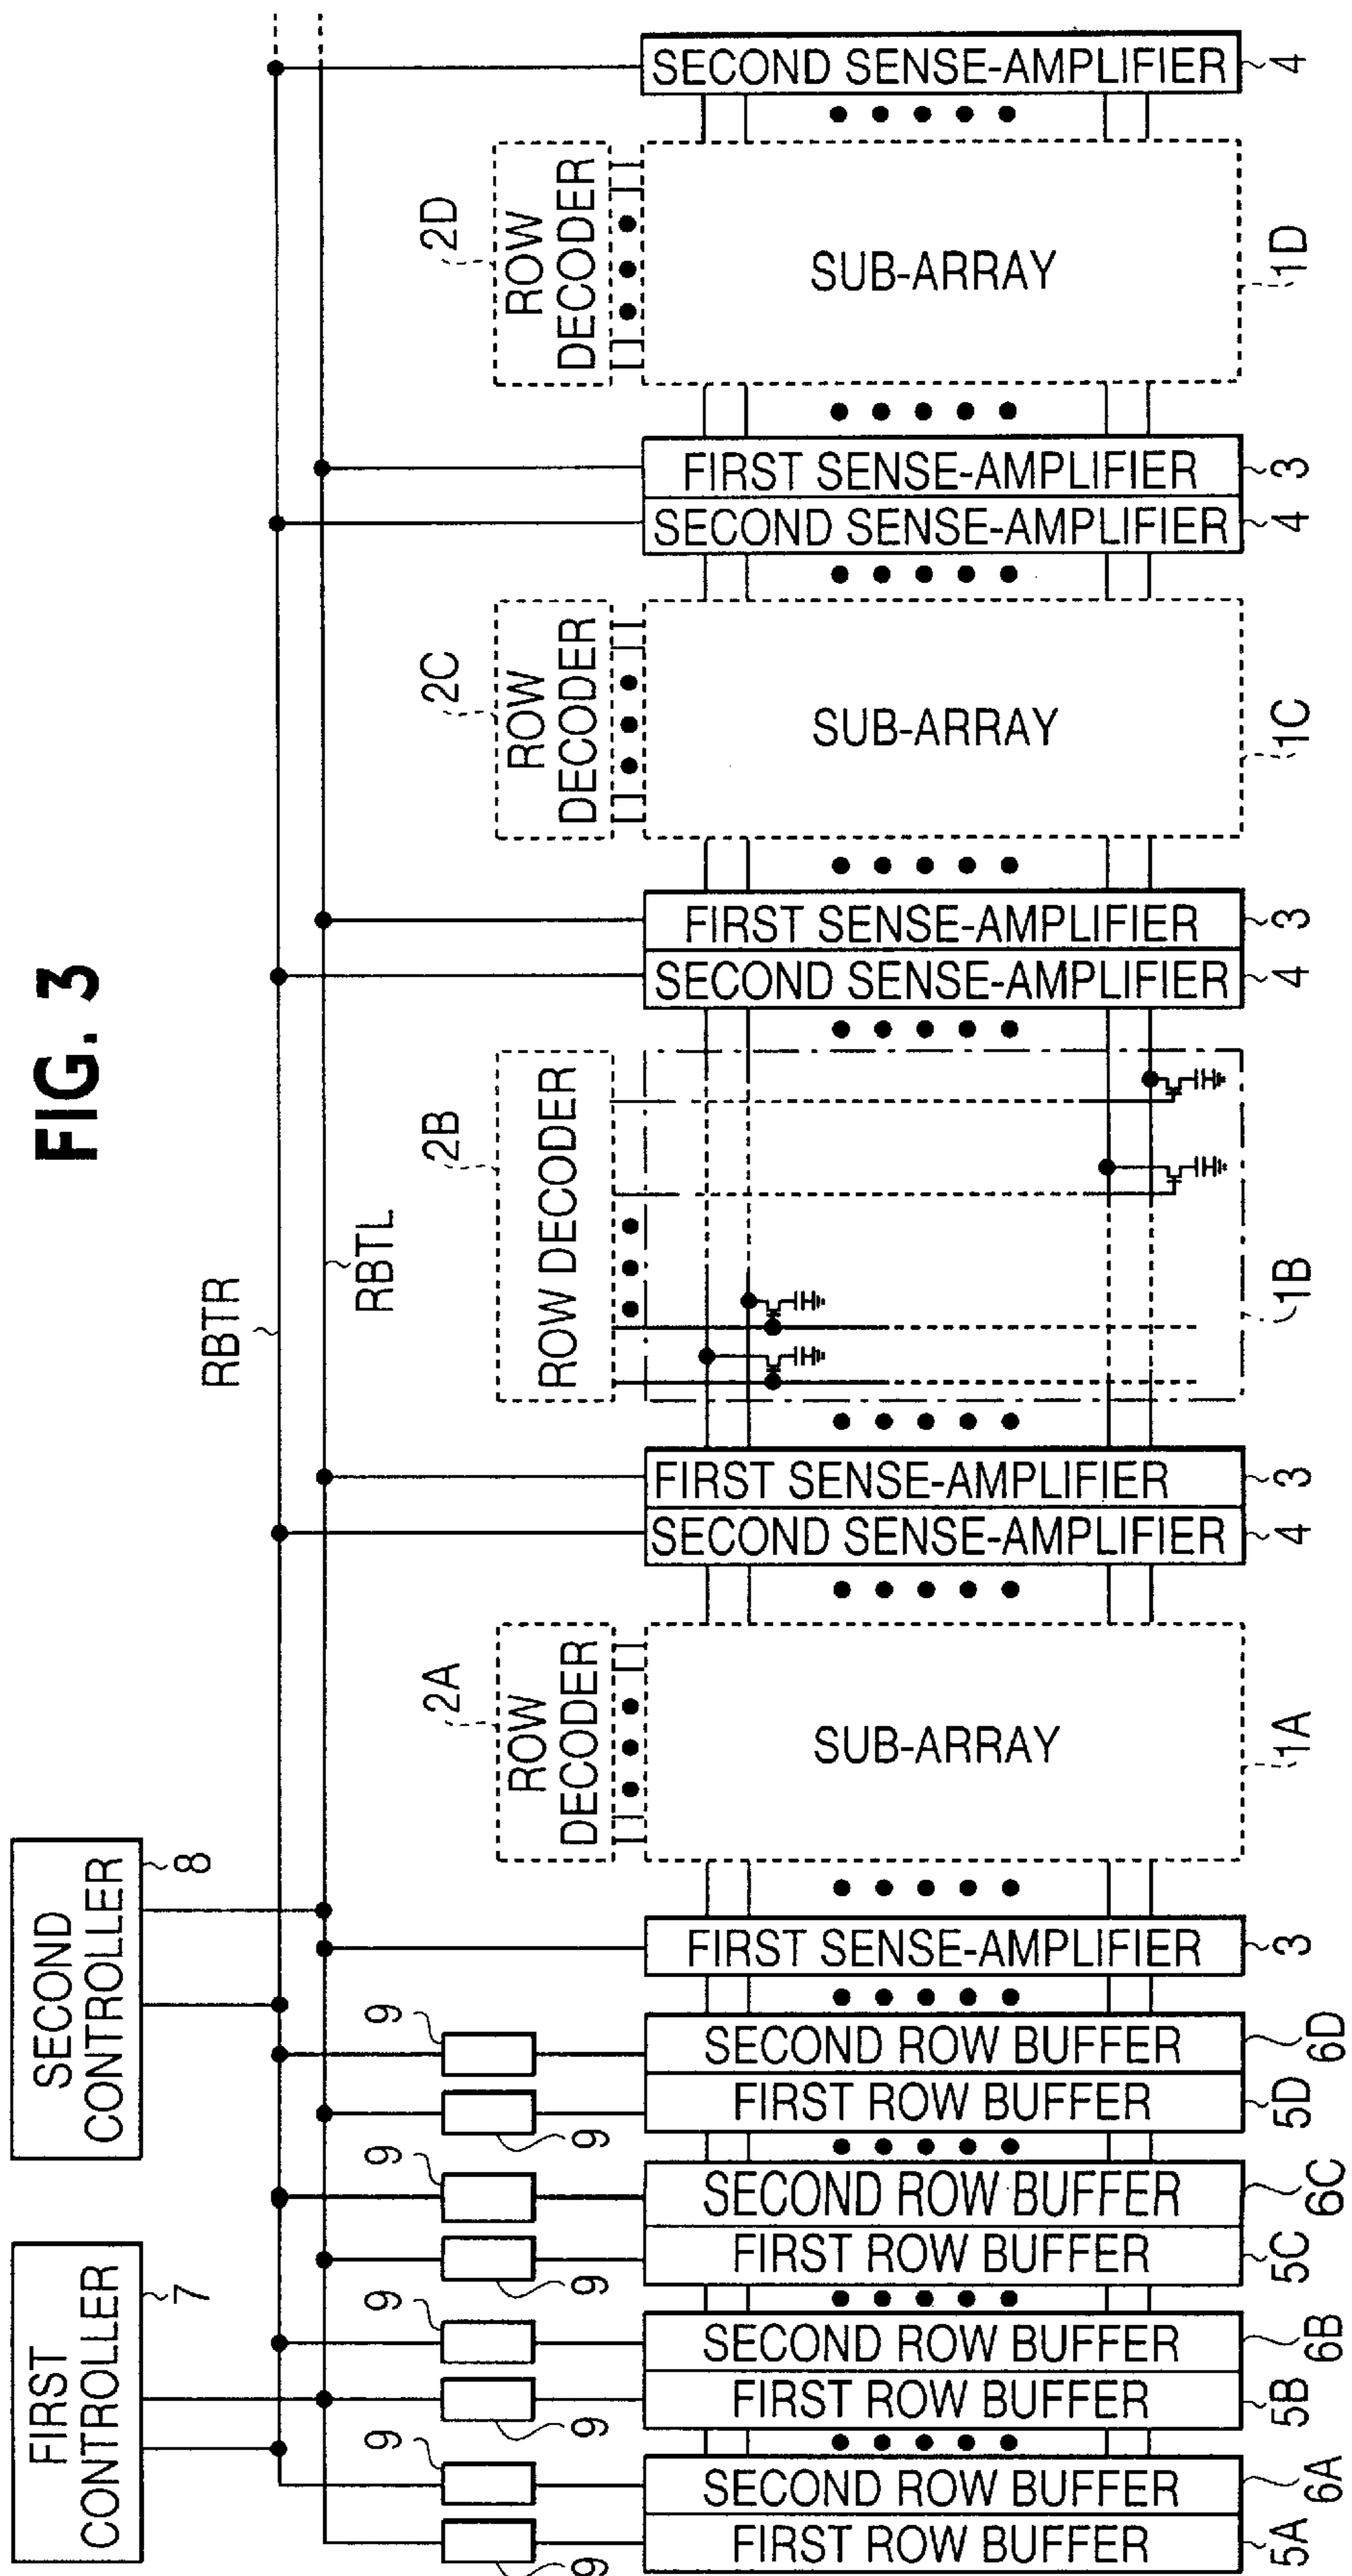 FIG. 3
FIRST
CONTROLLER
7
SECOND
CONTROLLER
8
RBTR
RBTL
9
9
9
9
9
9
9
9
2A
ROW
DECODER
2B
ROW DECODER
2C
ROW
DECODER
2D
ROW
DECODER
FIRST ROW BUFFER
5A
SECOND ROW BUFFER
6A
FIRST ROW BUFFER
5B
SECOND ROW BUFFER
6B
FIRST ROW BUFFER
5C
SECOND ROW BUFFER
6C
FIRST ROW BUFFER
5D
SECOND ROW BUFFER
6D
FIRST SENSE-AMPLIFIER
3
SUB-ARRAY
1A
SECOND SENSE-AMPLIFIER
4
FIRST SENSE-AMPLIFIER
3
1B
SECOND SENSE-AMPLIFIER
4
FIRST SENSE-AMPLIFIER
3
SUB-ARRAY
1C
SECOND SENSE-AMPLIFIER
4
FIRST SENSE-AMPLIFIER
3
SUB-ARRAY
1D
SECOND SENSE-AMPLIFIER
4